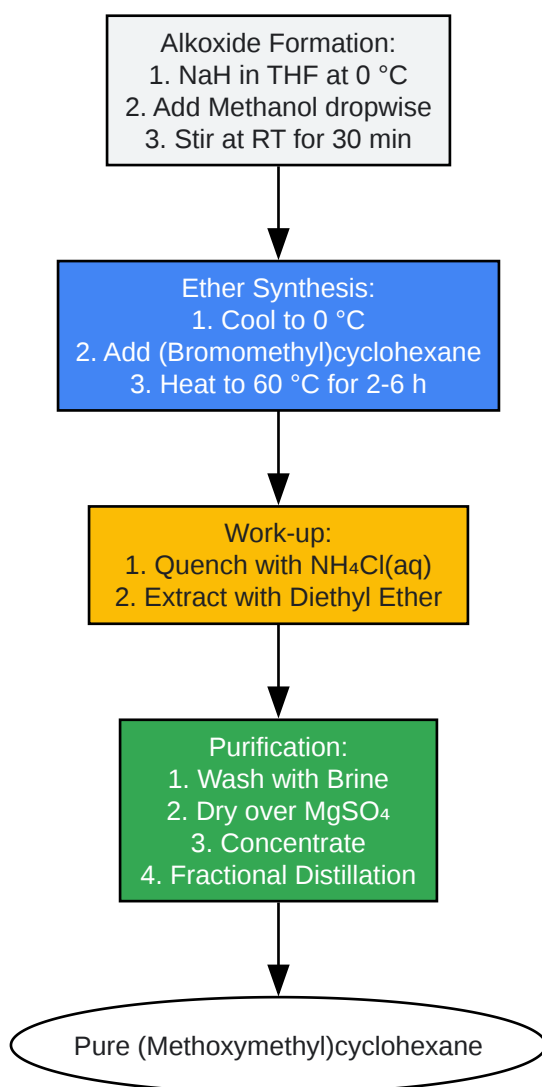 Alkoxide Formation:
1. NaH in THF at 0 °C
2. Add Methanol dropwise
3. Stir at RT for 30 min
Ether Synthesis:
1. Cool to 0 °C
2. Add (Bromomethyl)cyclohexane
3. Heat to 60 °C for 2-6 h
Work-up:
1. Quench with NH₄Cl(aq)
2. Extract with Diethyl Ether
Purification:
1. Wash with Brine
2. Dry over MgSO₄
3. Concentrate
4. Fractional Distillation
Pure (Methoxymethyl)cyclohexane